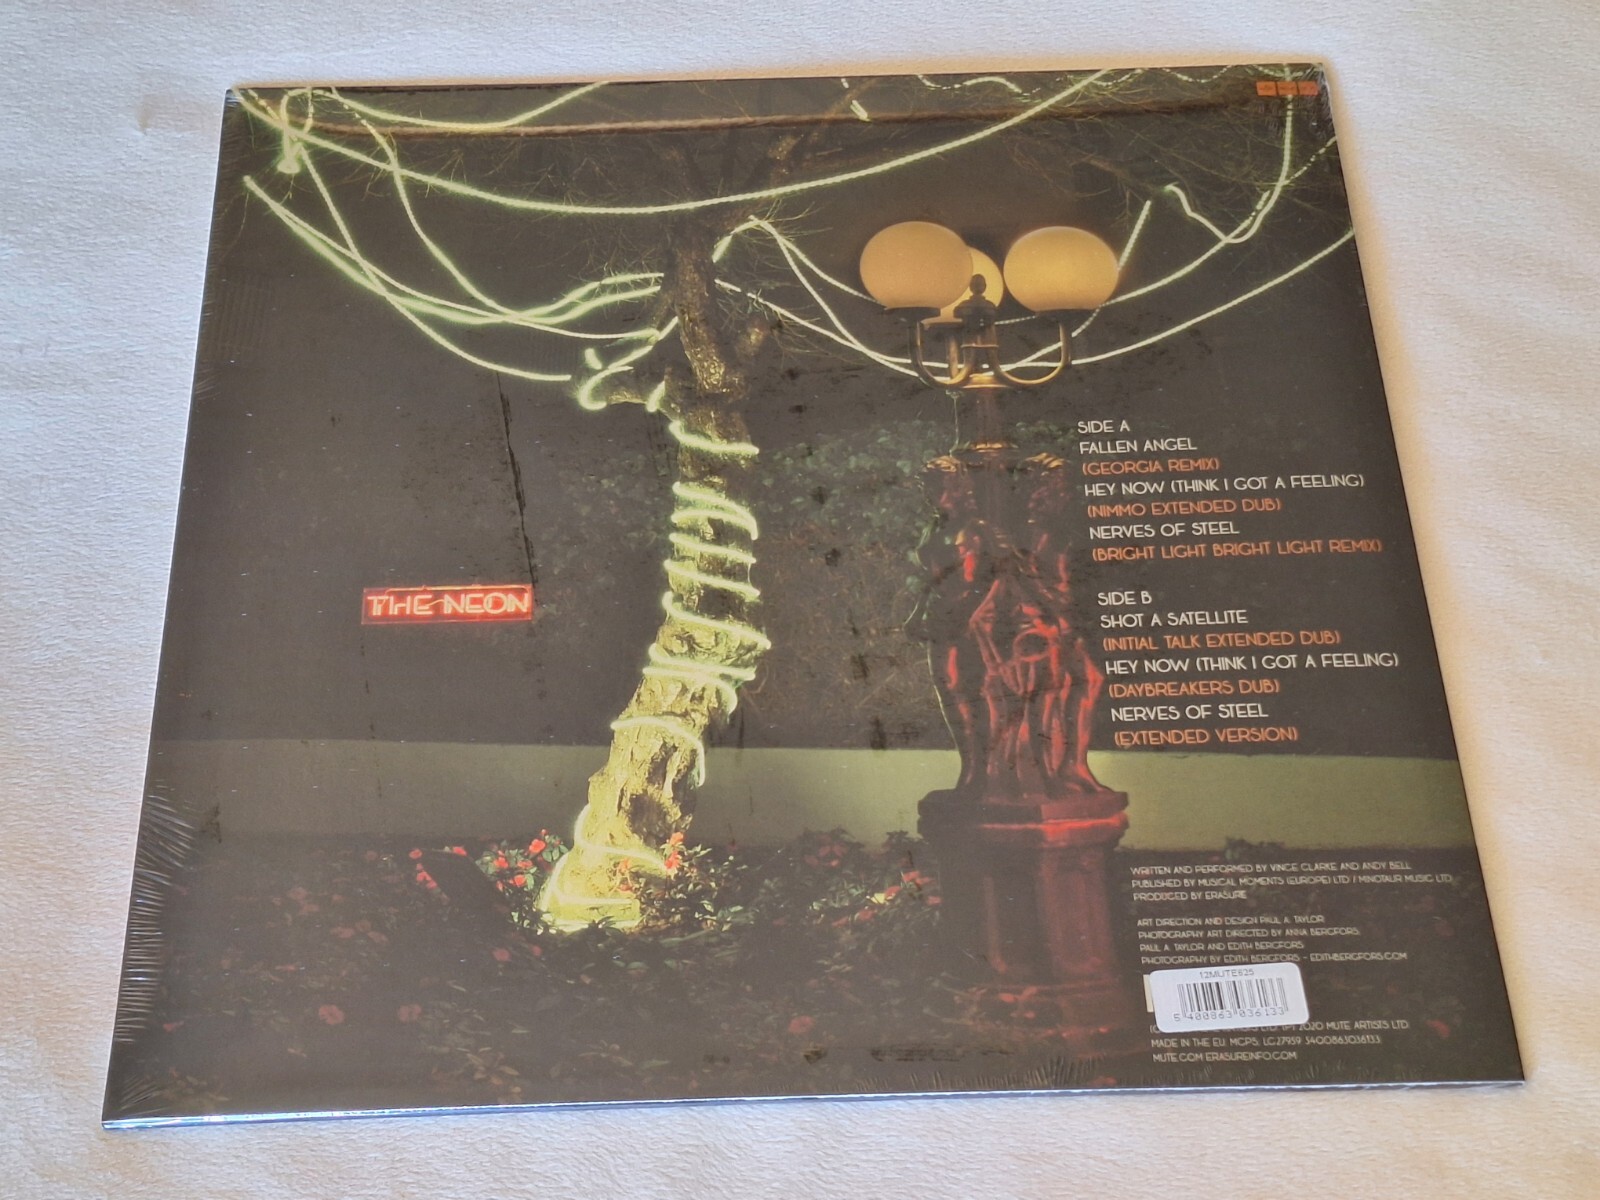 THE NEON
SIDE A
FALLEN ANGEL
(GEORGIA REMIX)
HEY NOW (THINK I GOT A FEELING)
(NIMMO EXTENDED DUB)
NERVES OF STEEL
(BRIGHT LIGHT BRIGHT LIGHT REMIX)
SIDE B
SHOT A SATELLITE
(INITIAL TALK EXTENDED DUB)
HEY NOW (THINK I GOT A FEELING)
(DAYBREAKERS DUB)
NERVES OF STEEL
(EXTENDED VERSION)
WRITTEN AND PERFORMED BY VINCE CLARKE AND ANDY BELL
PUBLISHED BY MUSICAL MOMENTS (EUROPE) LTD / MINOTAUR MUSIC LTD
PRODUCED BY ERASURE
ART DIRECTION AND DESIGN PAUL A. TAYLOR
PHOTOGRAPHY ART DIRECTED BY ANNA BERGFORS,
PAUL A. TAYLOR AND EDITH BERGFORS
PHOTOGRAPHY BY EDITH BERGFORS – EDITHBERGFORS.COM
12MUTE625
5 400863 036133
LTD. (P) 2020 MUTE ARTISTS LTD
MADE IN THE EU. MCPS. LC27959 5400863036133
MUTE.COM ERASUREINFO.COM